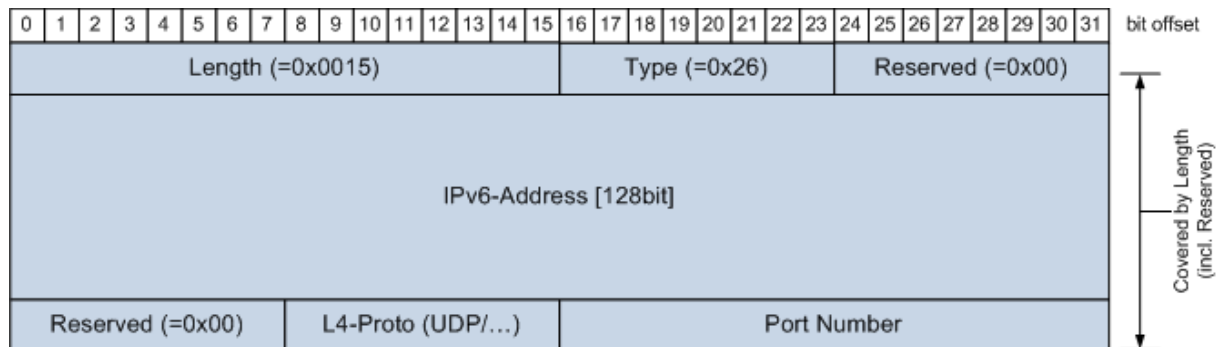 0 1 2 3 4 5 6 7 8 9 10 11 12 13 14 15 16 17 18 19 20 21 22 23 24 25 26 27 28 29 30 31 bit offset
Length (=0x0015) Type (=0x26) Reserved (=0x00)
IPv6-Address [128bit]
Covered by Length
(incl. Reserved)
Reserved (=0x00) L4-Proto (UDP/…) Port Number